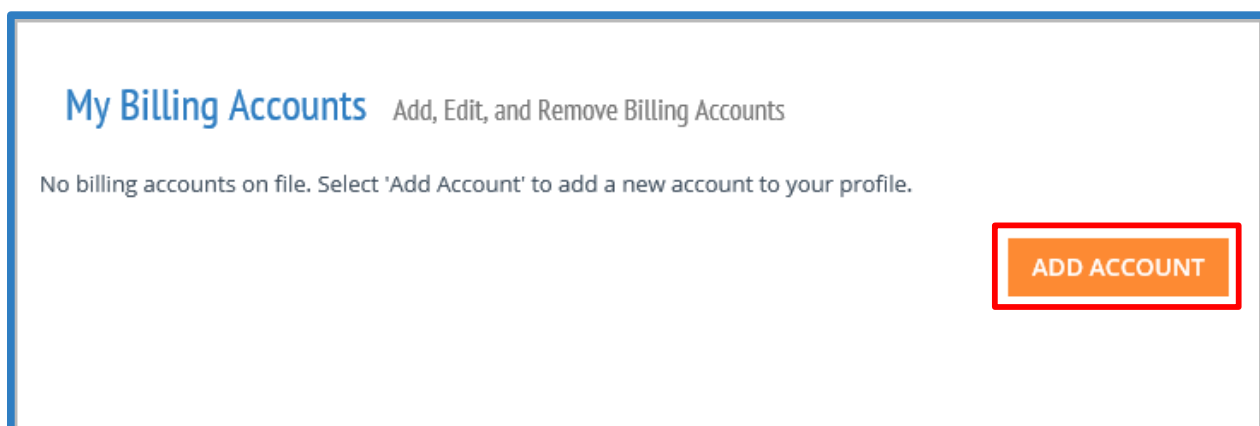 My Billing Accounts Add, Edit, and Remove Billing Accounts
No billing accounts on file. Select 'Add Account' to add a new account to your profile.
ADD ACCOUNT